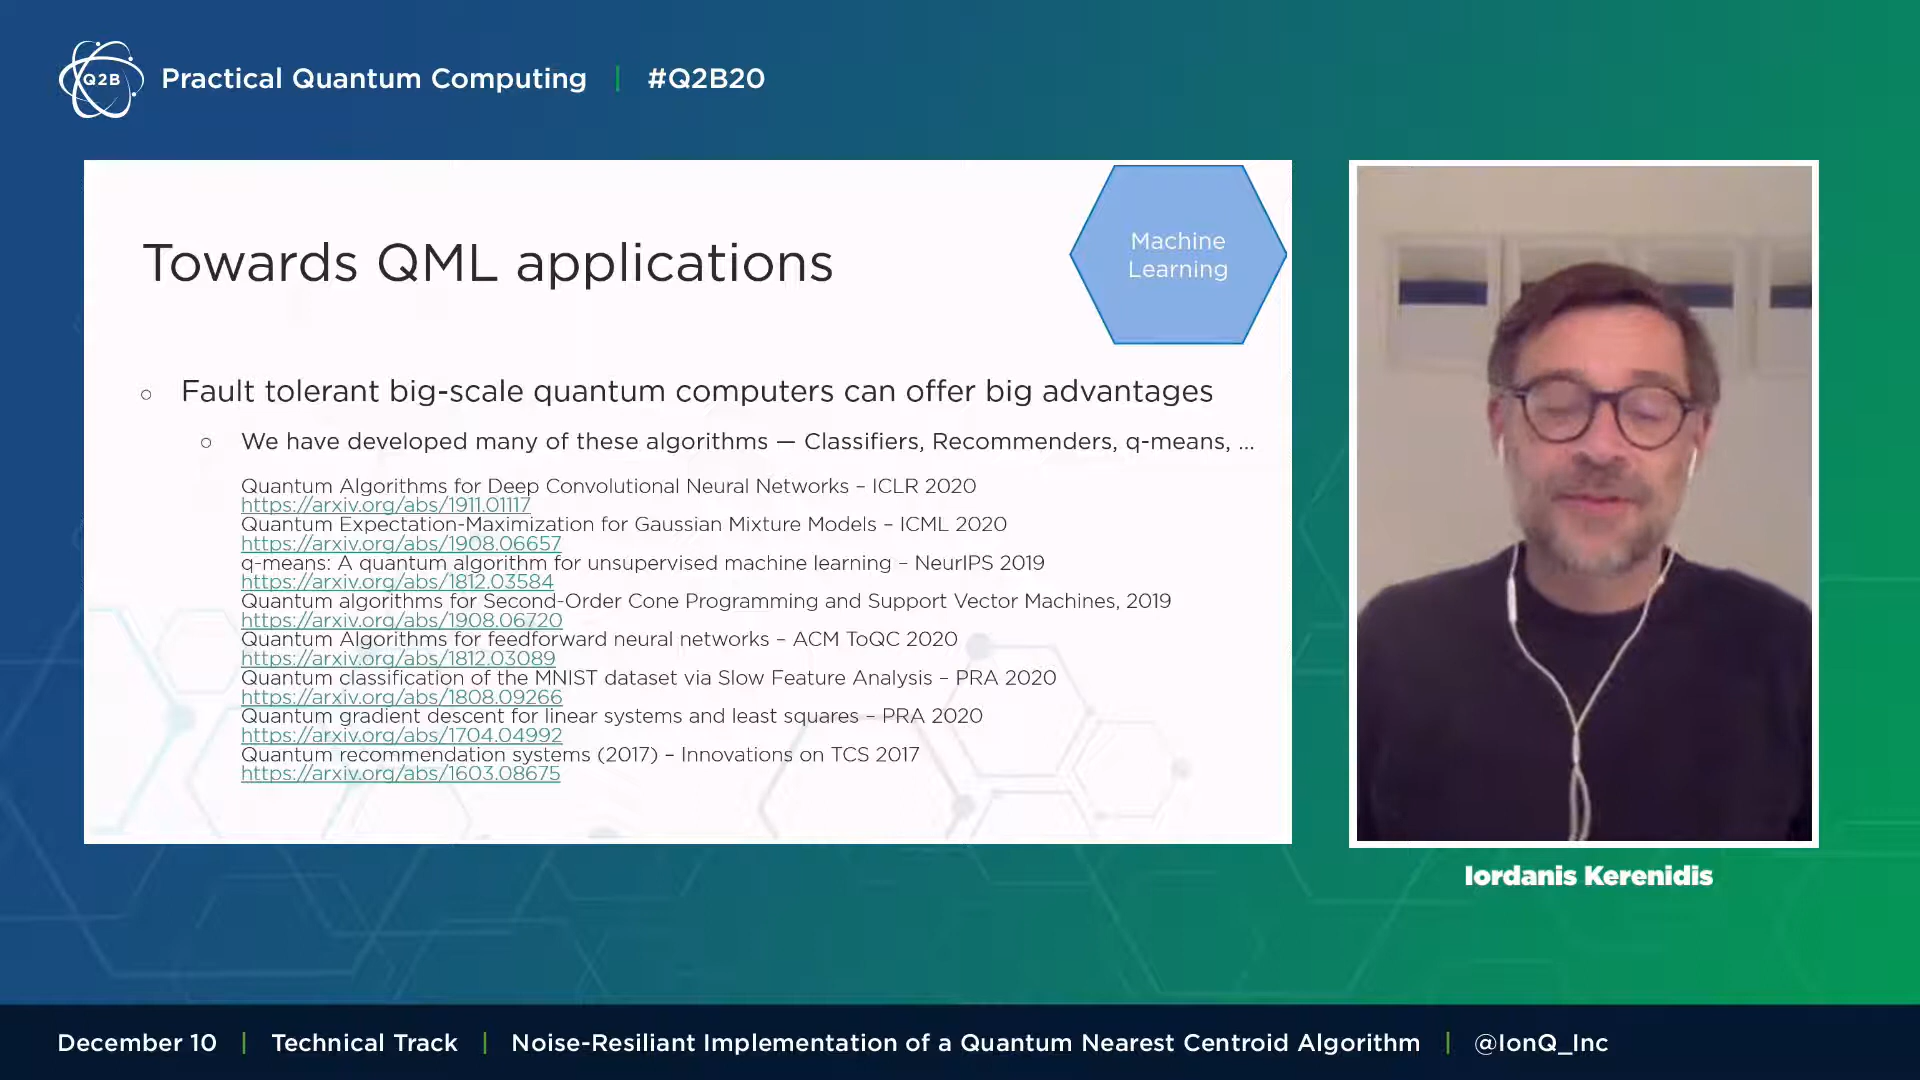 Q2B
Practical Quantum Computing | #Q2B20
Machine
Learning
Towards QML applications
Fault tolerant big-scale quantum computers can offer big advantages
We have developed many of these algorithms — Classifiers, Recommenders, q-means, ...
Quantum Algorithms for Deep Convolutional Neural Networks – ICLR 2020
https://arxiv.org/abs/1911.01117
Quantum Expectation-Maximization for Gaussian Mixture Models – ICML 2020
https://arxiv.org/abs/1908.06657
q-means: A quantum algorithm for unsupervised machine learning – NeurIPS 2019
https://arxiv.org/abs/1812.03584
Quantum algorithms for Second-Order Cone Programming and Support Vector Machines, 2019
https://arxiv.org/abs/1908.06720
Quantum Algorithms for feedforward neural networks – ACM ToQC 2020
https://arxiv.org/abs/1812.03089
Quantum classification of the MNIST dataset via Slow Feature Analysis – PRA 2020
https://arxiv.org/abs/1808.09266
Quantum gradient descent for linear systems and least squares – PRA 2020
https://arxiv.org/abs/1704.04992
Quantum recommendation systems (2017) – Innovations on TCS 2017
https://arxiv.org/abs/1603.08675
Iordanis Kerenidis
December 10 | Technical Track | Noise-Resiliant Implementation of a Quantum Nearest Centroid Algorithm | @IonQ_Inc